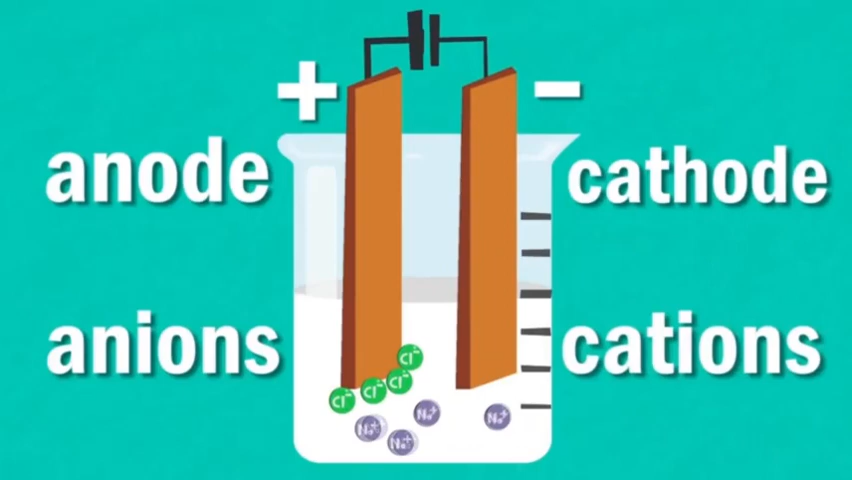 + −
anode cathode
anions cations
Cl⁻
Cl⁻ Cl⁻
Cl⁻
Na⁺ Na⁺
Na⁺ Na⁺